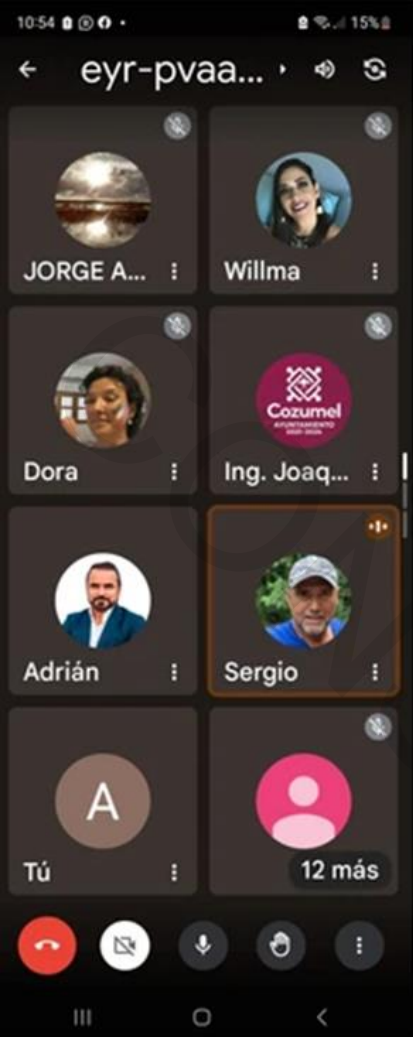 10:54
15%
eyr-pvaa...
JORGE A...
Willma
Dora
Cozumel
AYUNTAMIENTO
2021-2024
Ing. Joaq...
Adrián
Sergio
A
Tú
12 más